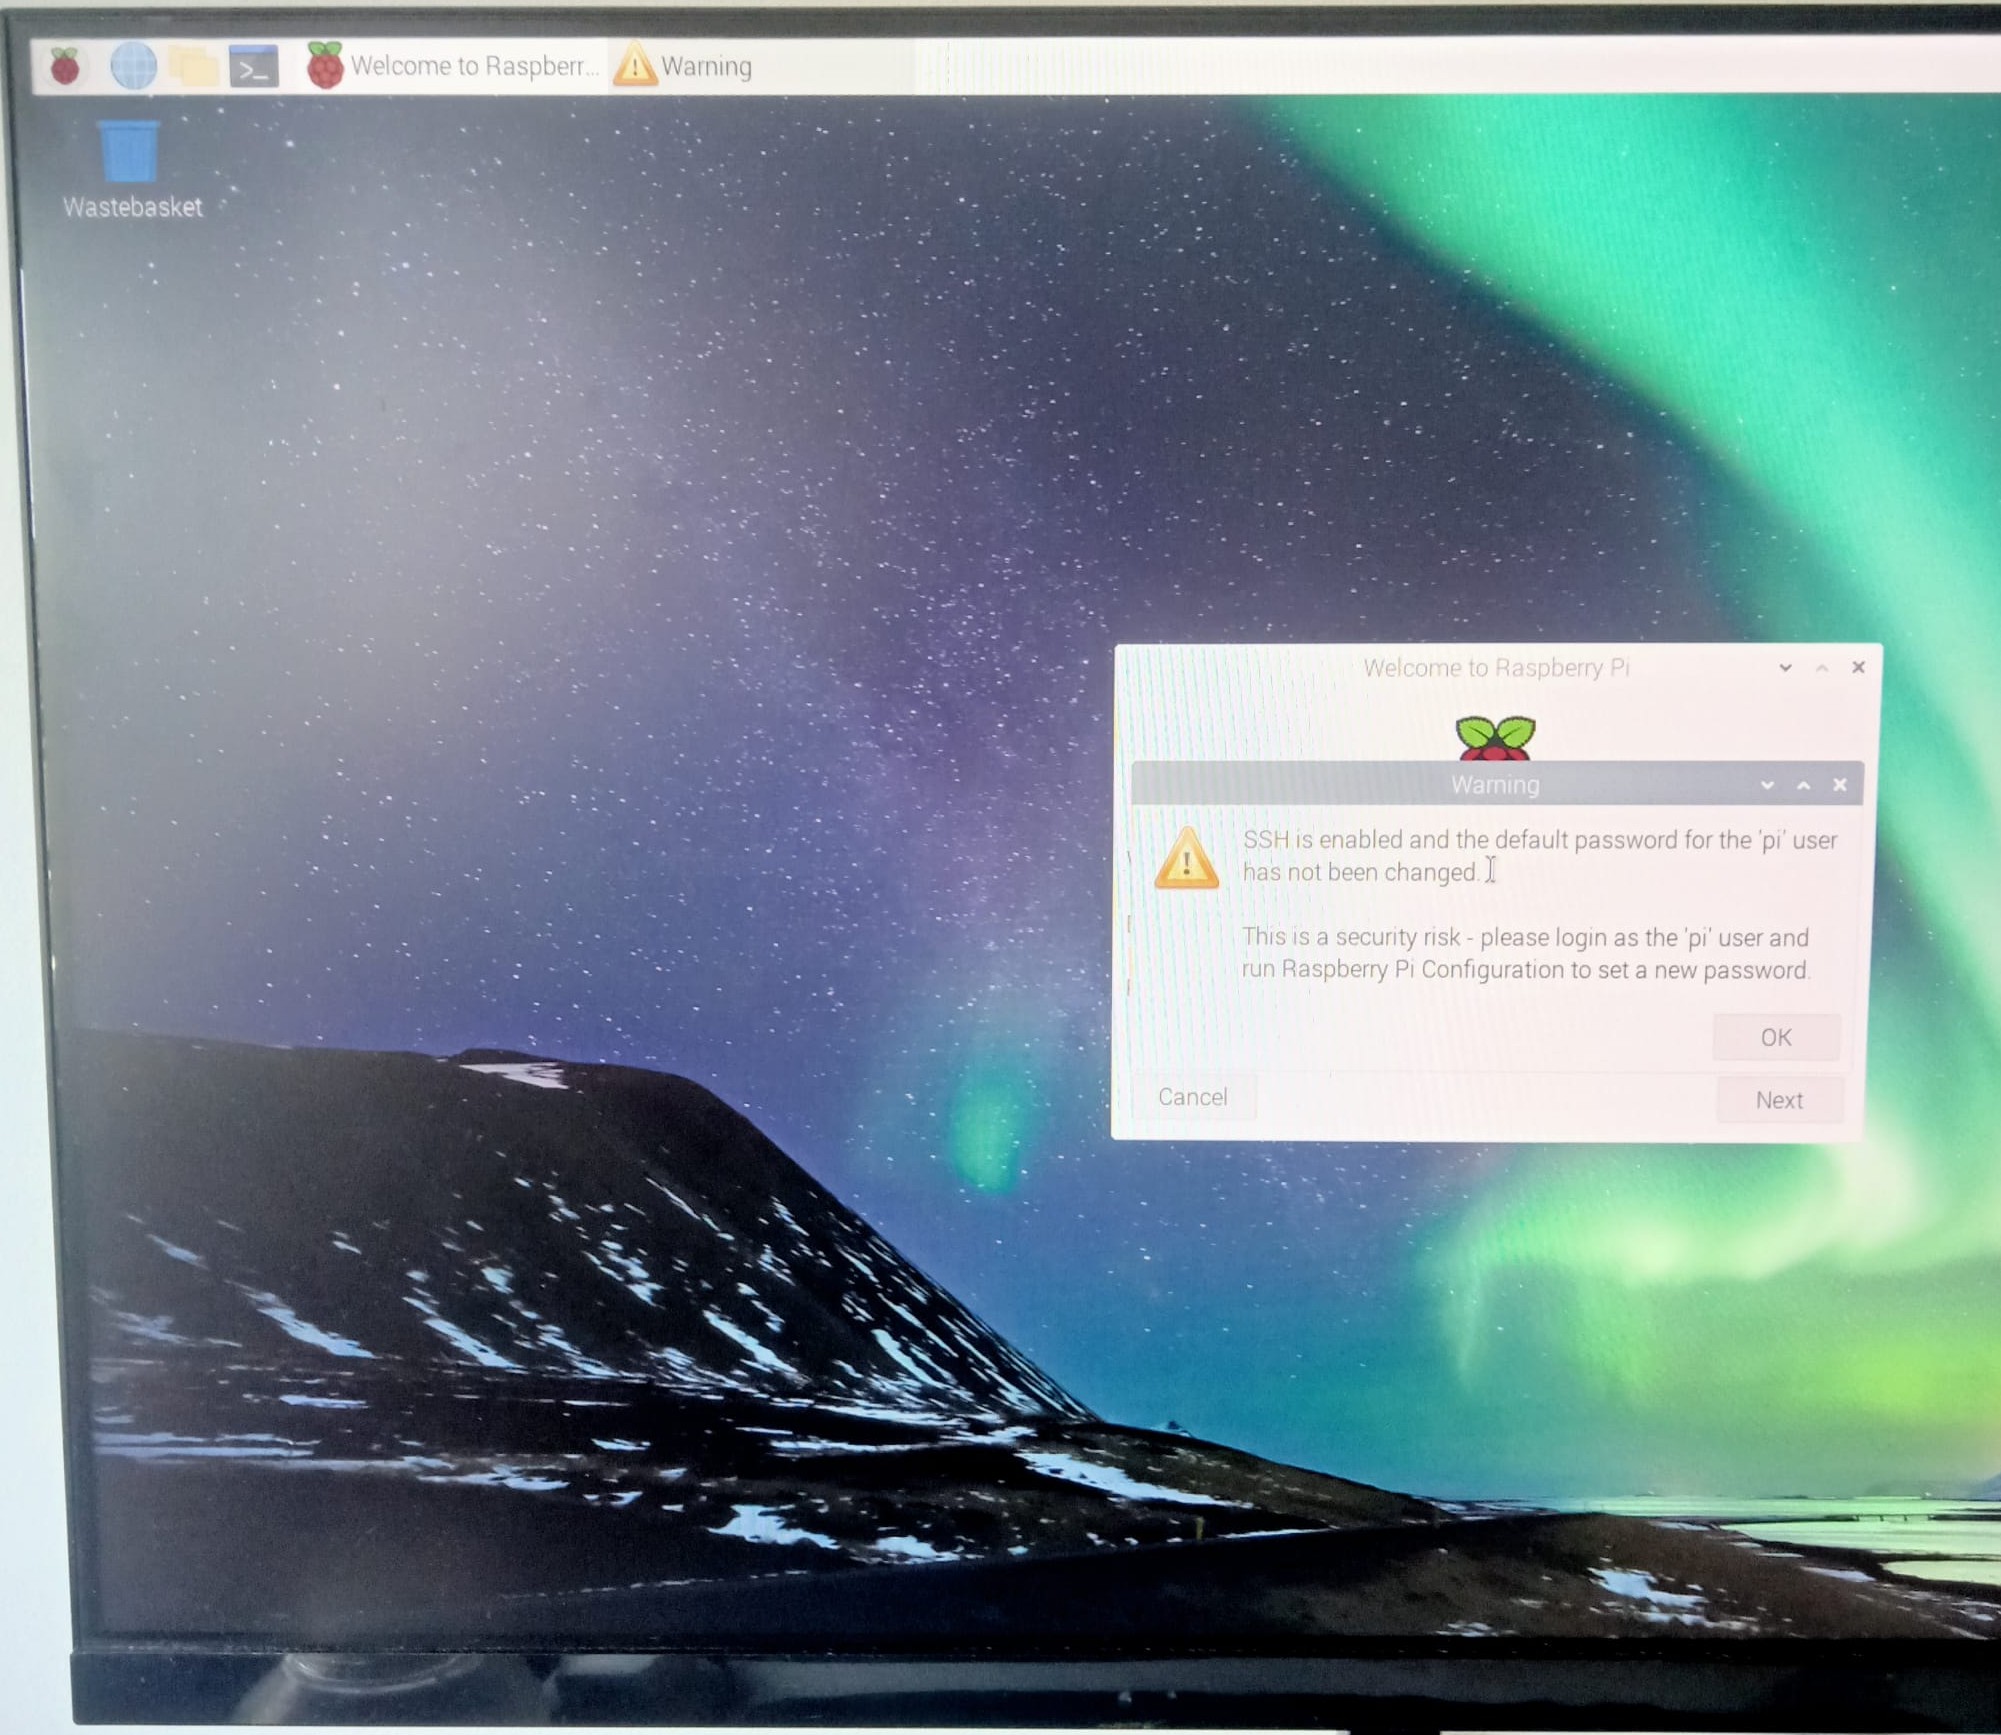 Welcome to Raspberr...
Warning
Wastebasket
Welcome to Raspberry Pi
Warning
SSH is enabled and the default password for the 'pi' user
has not been changed.
This is a security risk - please login as the 'pi' user and
run Raspberry Pi Configuration to set a new password.
OK
Cancel
Next